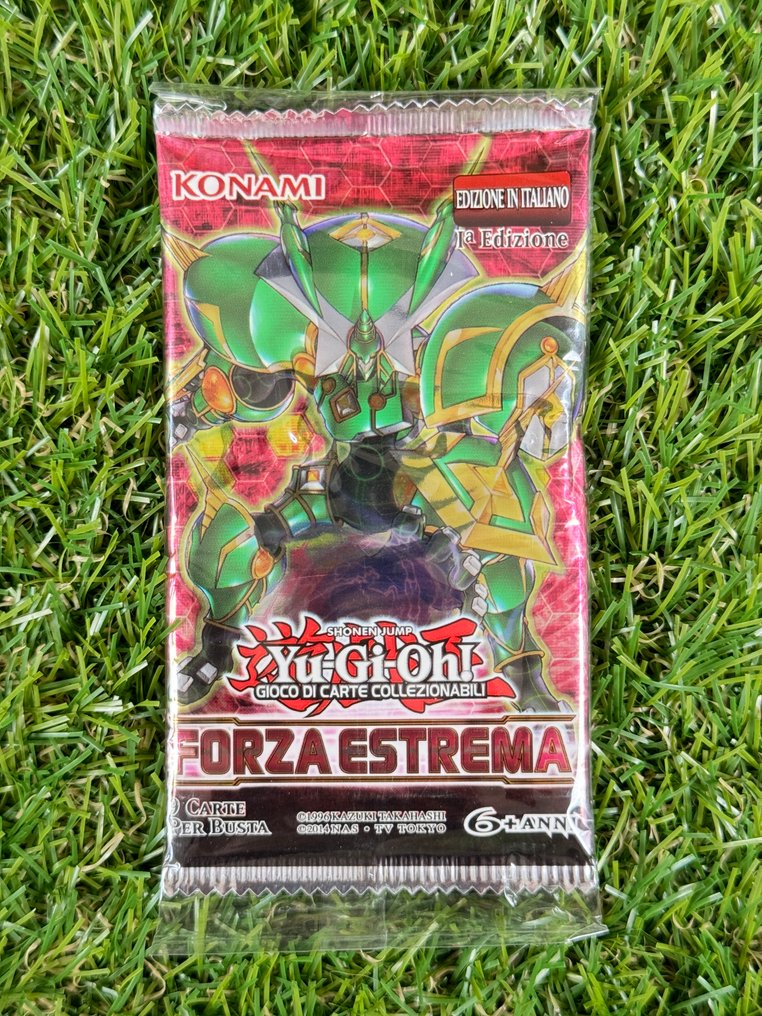 KONAMI
EDIZIONE IN ITALIANO
1ª Edizione
SHONEN JUMP
Yu-Gi-Oh!
GIOCO DI CARTE COLLEZIONABILI
FORZA ESTREMA
9 CARTE
PER BUSTA
©1996 KAZUKI TAKAHASHI
©2014 NAS • TV TOKYO
6+ANNI